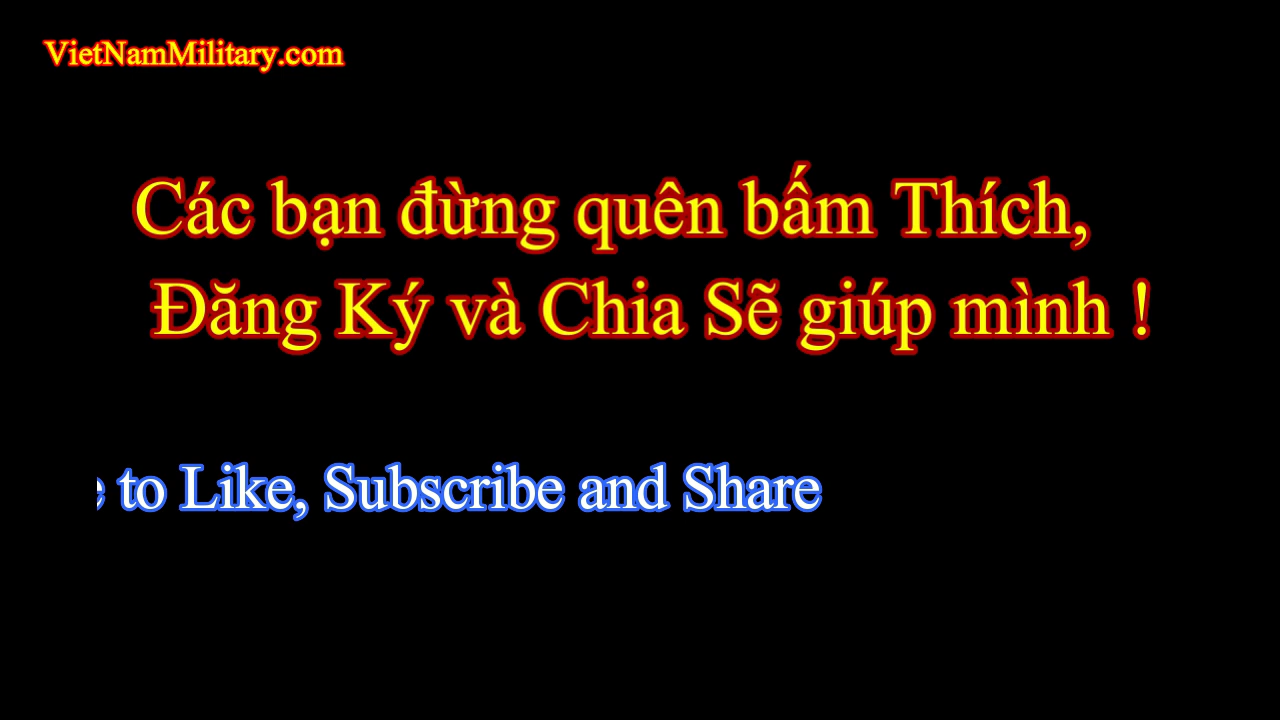 VietNamMilitary.com
Các bạn đừng quên bấm Thích,
Đăng Ký và Chia Sẽ giúp mình !
to Like, Subscribe and Share